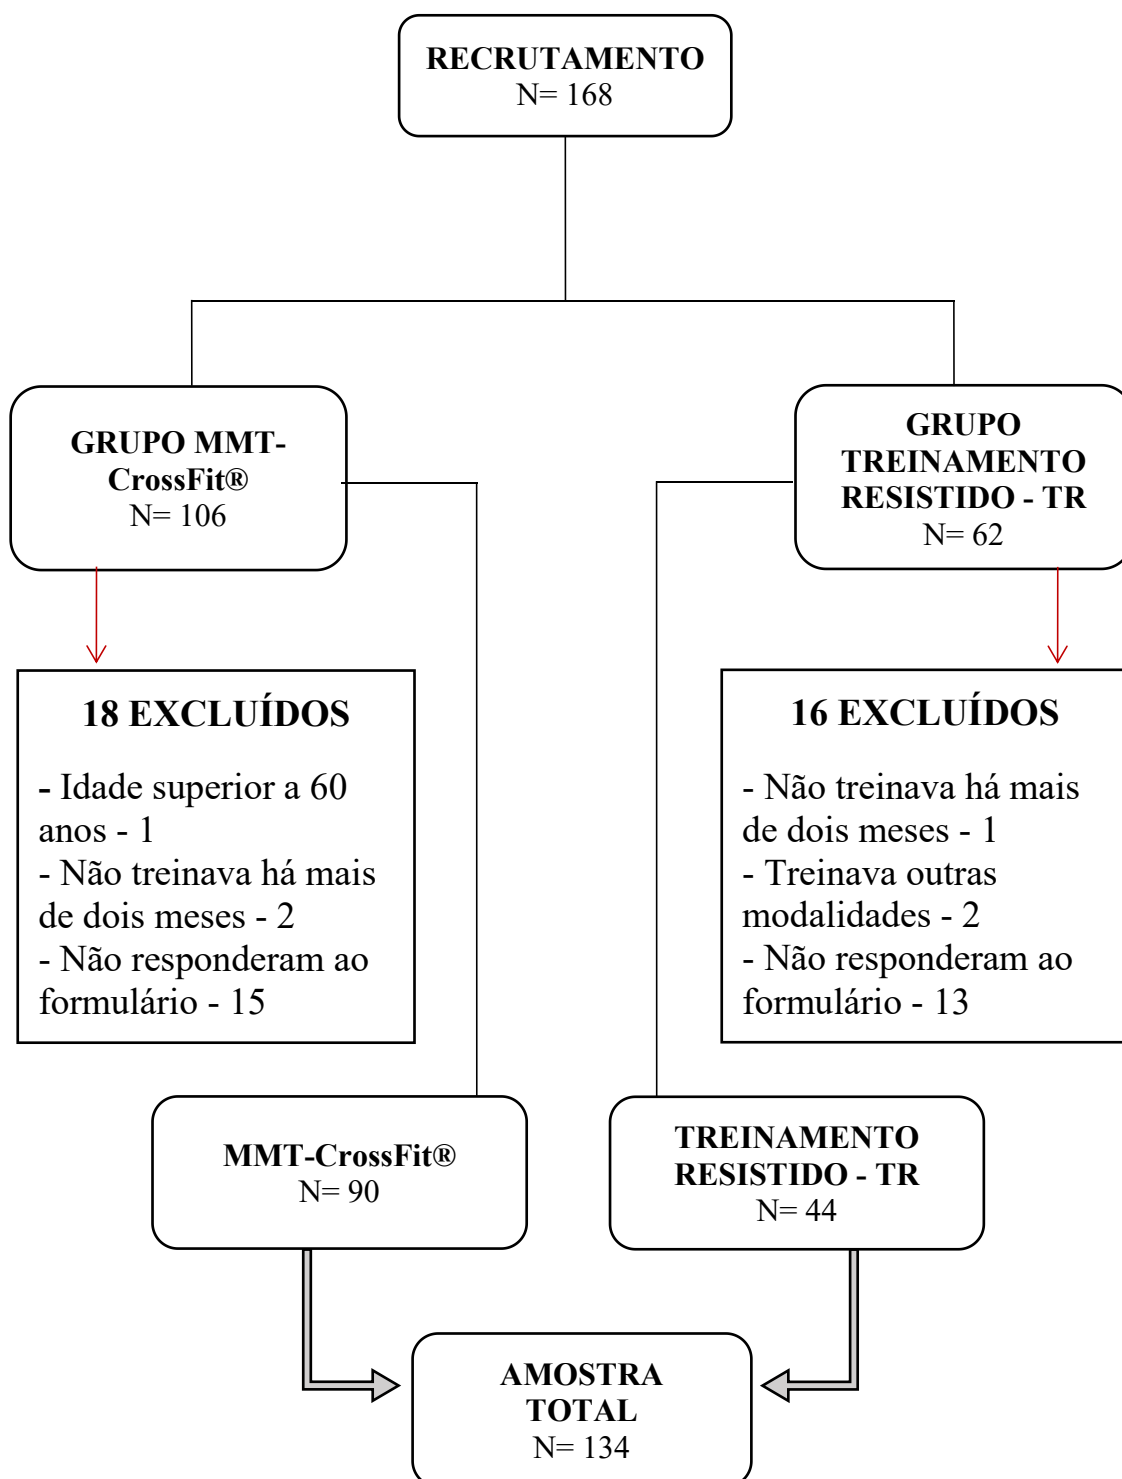 RECRUTAMENTO
N= 168
GRUPO MMT-
CrossFit®
N= 106
GRUPO
TREINAMENTO
RESISTIDO - TR
N= 62
18 EXCLUÍDOS
- Idade superior a 60
anos - 1
- Não treinava há mais
de dois meses - 2
- Não responderam ao
formulário - 15
16 EXCLUÍDOS
- Não treinava há mais
de dois meses - 1
- Treinava outras
modalidades - 2
- Não responderam ao
formulário - 13
MMT-CrossFit®
N= 90
TREINAMENTO
RESISTIDO - TR
N= 44
AMOSTRA
TOTAL
N= 134